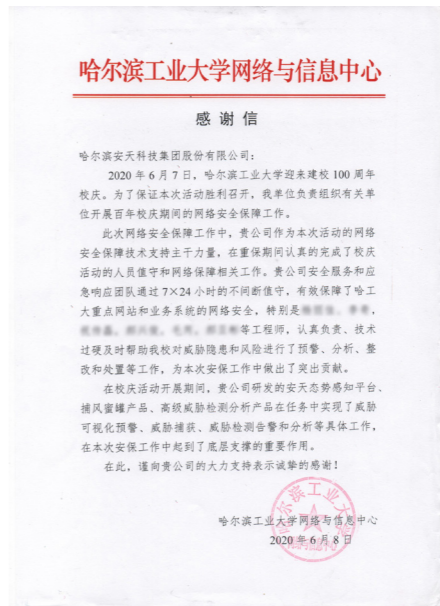 哈尔滨工业大学网络与信息中心
感谢信
哈尔滨安天科技集团股份有限公司：
2020年6月7日，哈尔滨工业大学迎来建校100周年
校庆。为了保证本次活动胜利召开，我单位负责组织有关单
位开展百年校庆期间的网络安全保障工作。
此次网络安全保障工作中，贵公司作为本次活动的网络
安全保障技术支持主干力量，在重保期间认真的完成了校庆
活动的人员值守和网络保障相关工作。贵公司安全服务和应
急响应团队通过7×24小时的不间断值守，有效保障了哈工
大重点网站和业务系统的网络安全，特别是
等工程师，认真负责、技术
过硬及时帮助我校对威胁隐患和风险进行了预警、分析、整
改和处置等工作，为本次安保工作中做出了突出贡献。
在校庆活动开展期间，贵公司研发的安天态势感知平台、
捕风蜜罐产品、高级威胁检测分析产品在任务中实现了威胁
可视化预警、威胁捕获、威胁检测告警和分析等具体工作，
在本次安保工作中起到了底层支撑的重要作用。
在此，谨向贵公司的大力支持表示诚挚的感谢！
哈尔滨工业大学网络与信息中心
2020年6月8日